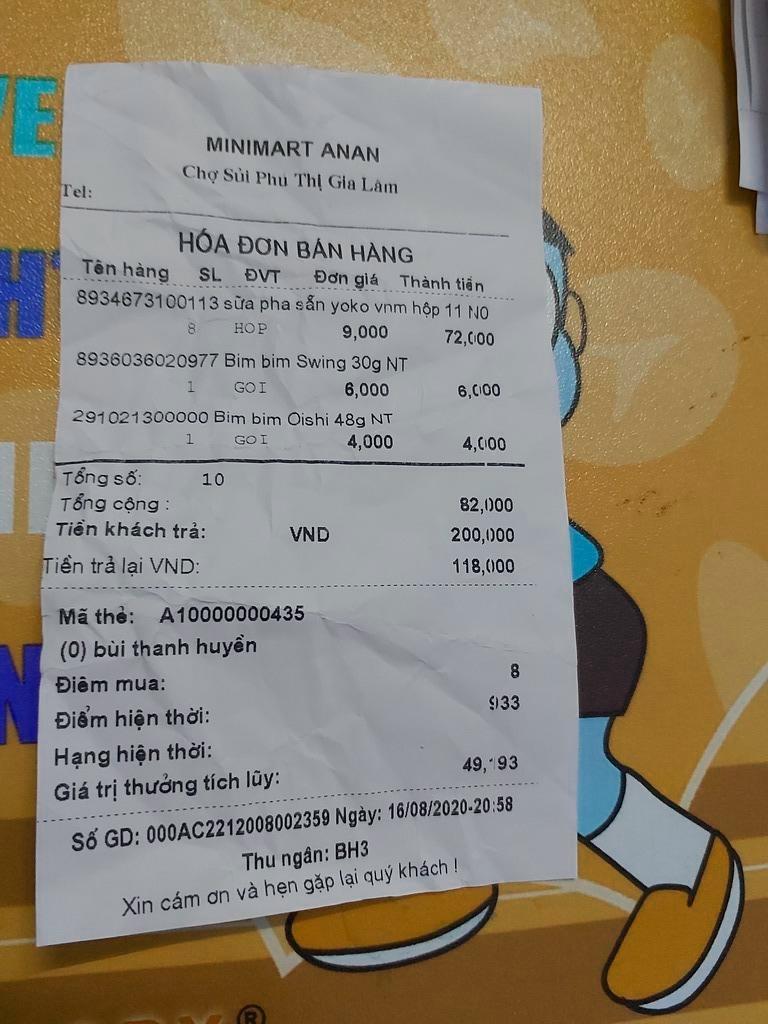 MINIMART ANAN
Chợ Sủi Phú Thị Gia Lâm
Tel:
HÓA ĐƠN BÁN HÀNG
Tên hàng SL ĐVT Đơn giá Thành tiền
8934673100113 sữa pha sẵn yoko vnm hộp 11 N0
8 HOP 9,000 72,000
8936036020977 Bim bim Swing 30g NT
1 GOI 6,000 6,000
291021300000 Bim bim Oishi 48g NT
1 GOI 4,000 4,000
Tổng số: 10
Tổng cộng : 82,000
Tiền khách trả: VND 200,000
Tiền trả lại VND: 118,000
Mã thẻ: A10000000435
(0) bùi thanh huyền
Điểm mua: 8
Điểm hiện thời: 933
Hạng hiện thời:
Giá trị thưởng tích lũy:
Số GD: 000AC2212008002359 Ngày: 16/08/2020-20:58
Thu ngân: BH3
Xin cám ơn và hẹn gặp lại quý khách !